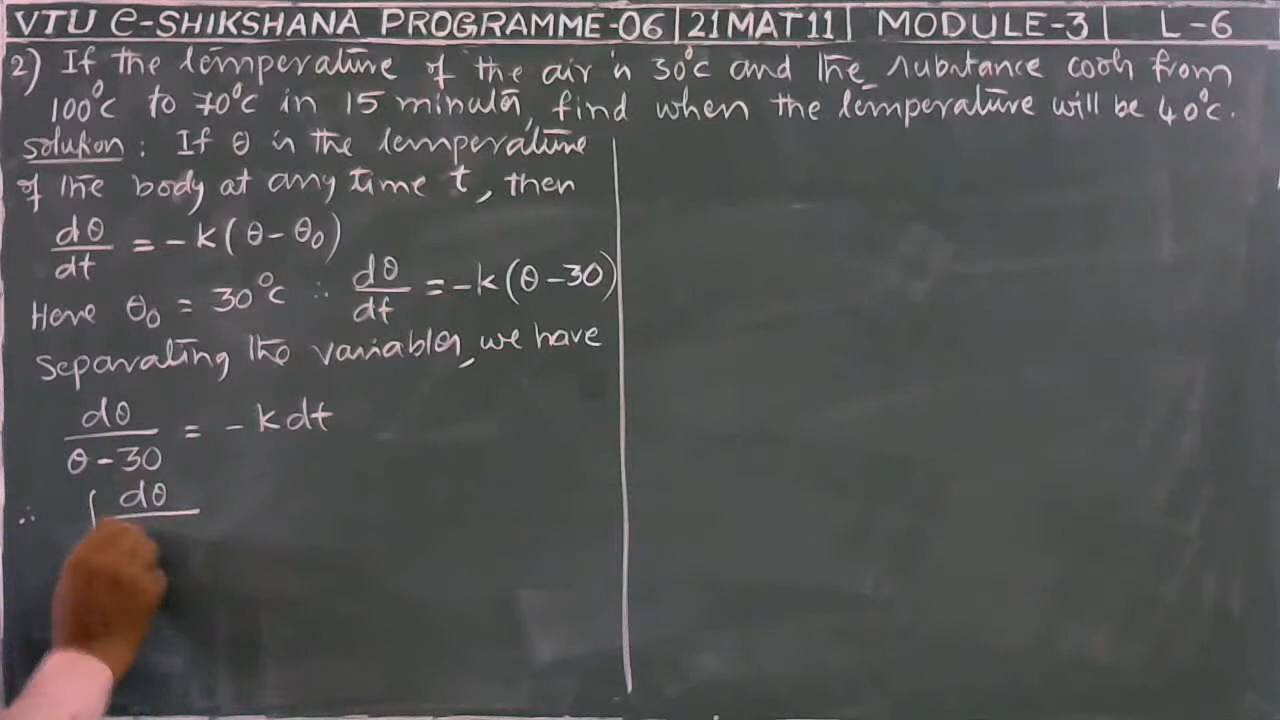 VTU e-SHIKSHANA PROGRAMME-06 | 21MAT11 | MODULE-3 | L-6
2) If the temperature of the air is 30°C and the substance cools from
100°C to 70°C in 15 minutes, find when the temperature will be 40°C.
solution: If θ is the temperature
of the body at any time t, then
dθ/dt = -k(θ-θ₀)
Here θ₀ = 30°C ∴ dθ/dt = -k(θ-30)
Separating the variables, we have
dθ/(θ-30) = -kdt
∴ ∫ dθ